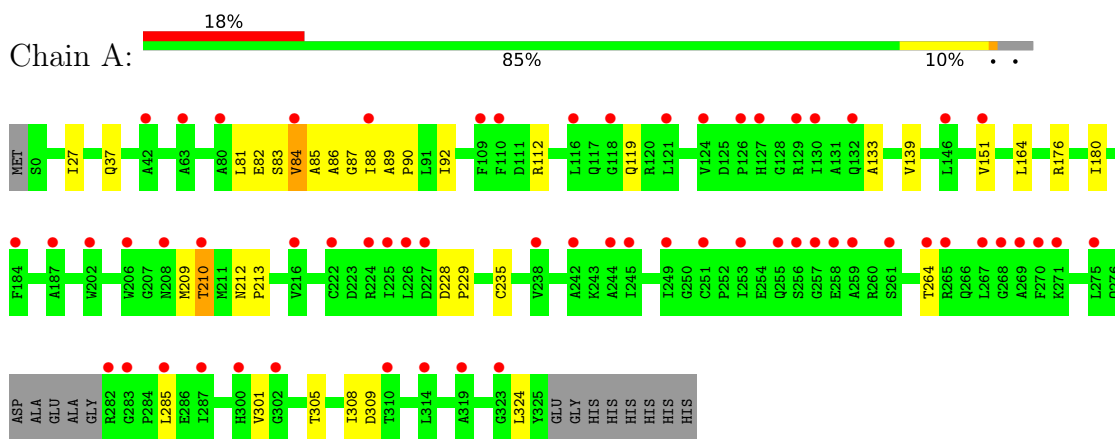 18%
Chain A:
85% 10% • •
MET S0 I27 Q37 A42 A63 A80 L81 E82 S83 V84 A85 A86 G87 I88 A89 P90 L91 I92 F109 F110 D111 R112 L116 Q117 G118 Q119 R120 L121 V124 D125 P126 H127 G128 R129 I130 A131 Q132 A133 V139 L146 V151 L164 R176 I180
F184 A187 W202 W206 G207 N208 M209 T210 M211 N212 P213 V216 C222 D223 R224 I225 L226 D227 D228 P229 C235 V238 A242 K243 A244 I245 I249 G250 C251 P252 I253 E254 Q255 S256 G257 E258 A259 R260 S261 T264 R265 Q266 L267 G268 A269 F270 K271 L275
ASP ALA GLU ALA GLY R282 G283 P284 L285 E286 I287 H300 V301 G302 T305 I308 D309 T310 L314 A319 G323 L324 Y325 GLU GLY HIS HIS HIS HIS HIS HIS